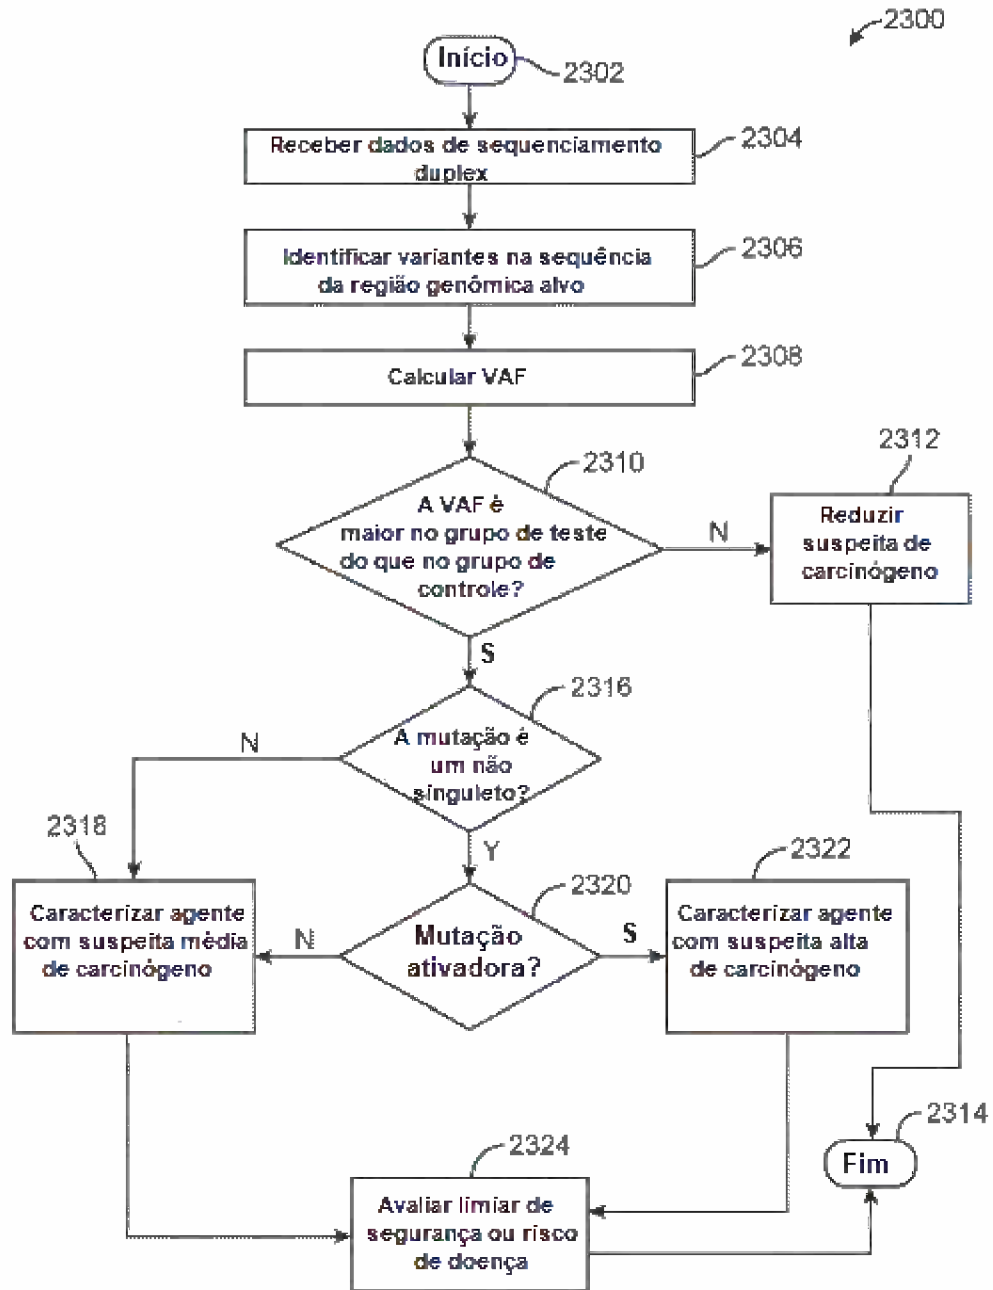 2300
Início
2302
Receber dados de sequenciamento
duplex
2304
Identificar variantes na sequência
da região genômica alvo
2306
Calcular VAF
2308
A VAF é
maior no grupo de teste
do que no grupo de
controle?
2310
N
2312
Reduzir
suspeita de
carcinógeno
S
2316
A mutação é
um não
singuleto?
N
Y
2318
Caracterizar agente
com suspeita média
de carcinógeno
N
2320
Mutação
ativadora?
S
2322
Caracterizar agente
com suspeita alta
de carcinógeno
2314
Fim
2324
Avaliar limiar de
segurança ou risco
de doença